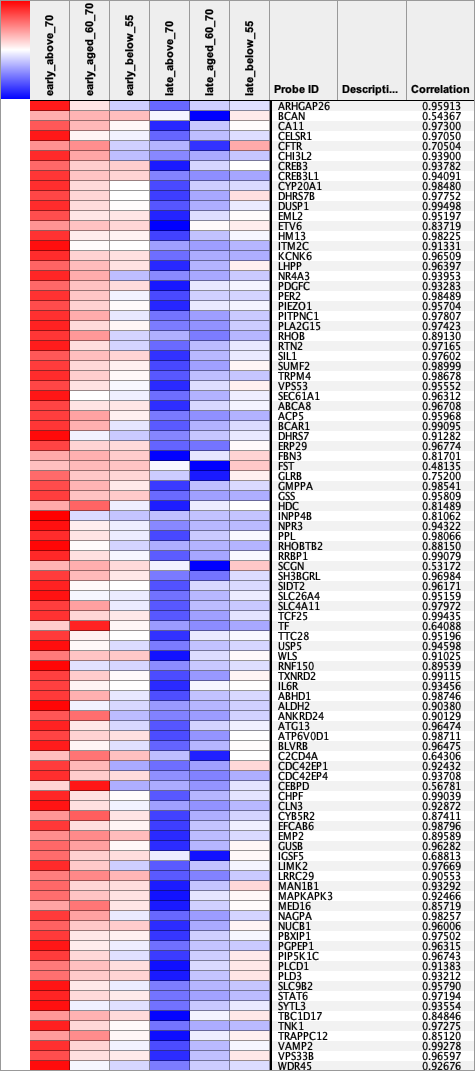 early_above_70
early_aged_60_70
early_below_55
late_above_70
late_aged_60_70
late_below_55
Probe ID Descripti... Correlation
ARHGAP26 0.95913
BCAN 0.54367
CA11 0.97300
CELSR1 0.97050
CFTR 0.70504
CHI3L2 0.93900
CREB3 0.93782
CREB3L1 0.94091
CYP20A1 0.98480
DHRS7B 0.97752
DUSP1 0.99498
EML2 0.95197
ETV6 0.83719
HM13 0.98225
ITM2C 0.91331
KCNK6 0.96509
LHPP 0.96397
NR4A3 0.93953
PDGFC 0.93283
PER2 0.98489
PIEZO1 0.95704
PITPNC1 0.97807
PLA2G15 0.97423
RHOB 0.89130
RTN2 0.97165
SIL1 0.97602
SUMF2 0.98999
TRPM4 0.98678
VPS53 0.95552
SEC61A1 0.96312
ABCA8 0.96708
ACP5 0.95968
BCAR1 0.99095
DHRS7 0.91282
ERP29 0.96774
FBN3 0.81701
FST 0.48135
GLRB 0.75200
GMPPA 0.98541
GSS 0.95809
HDC 0.81489
INPP4B 0.81062
NPR3 0.94322
PPL 0.98066
RHOBTB2 0.88150
RRBP1 0.99079
SCGN 0.53172
SH3BGRL 0.96984
SIDT2 0.96171
SLC26A4 0.95159
SLC4A11 0.97972
TCF25 0.99435
TF 0.64088
TTC28 0.95196
USP5 0.94598
WLS 0.91025
RNF150 0.89539
TXNRD2 0.99115
IL6R 0.93456
ABHD1 0.98746
ALDH2 0.90380
ANKRD24 0.90129
ATG13 0.96474
ATP6V0D1 0.98711
BLVRB 0.96475
C2CD4A 0.64306
CDC42EP1 0.92432
CDC42EP4 0.93708
CEBPD 0.56781
CHPF 0.99039
CLN3 0.92872
CYB5R2 0.87411
EFCAB6 0.98796
EMP2 0.89589
GUSB 0.96282
IGSF5 0.68813
LIMK2 0.97669
LRRC29 0.90553
MAN1B1 0.93292
MAPKAPK3 0.92466
MED16 0.85719
NAGPA 0.98257
NUCB1 0.96006
PBXIP1 0.97502
PGPEP1 0.96315
PIP5K1C 0.96743
PLCD1 0.91383
PLD3 0.93212
SLC9B2 0.95790
STAT6 0.97194
SYTL3 0.93554
TBC1D17 0.84846
TNK1 0.97275
TRAPPC12 0.85120
VAMP2 0.99278
VPS33B 0.96597
WDR45 0.92676